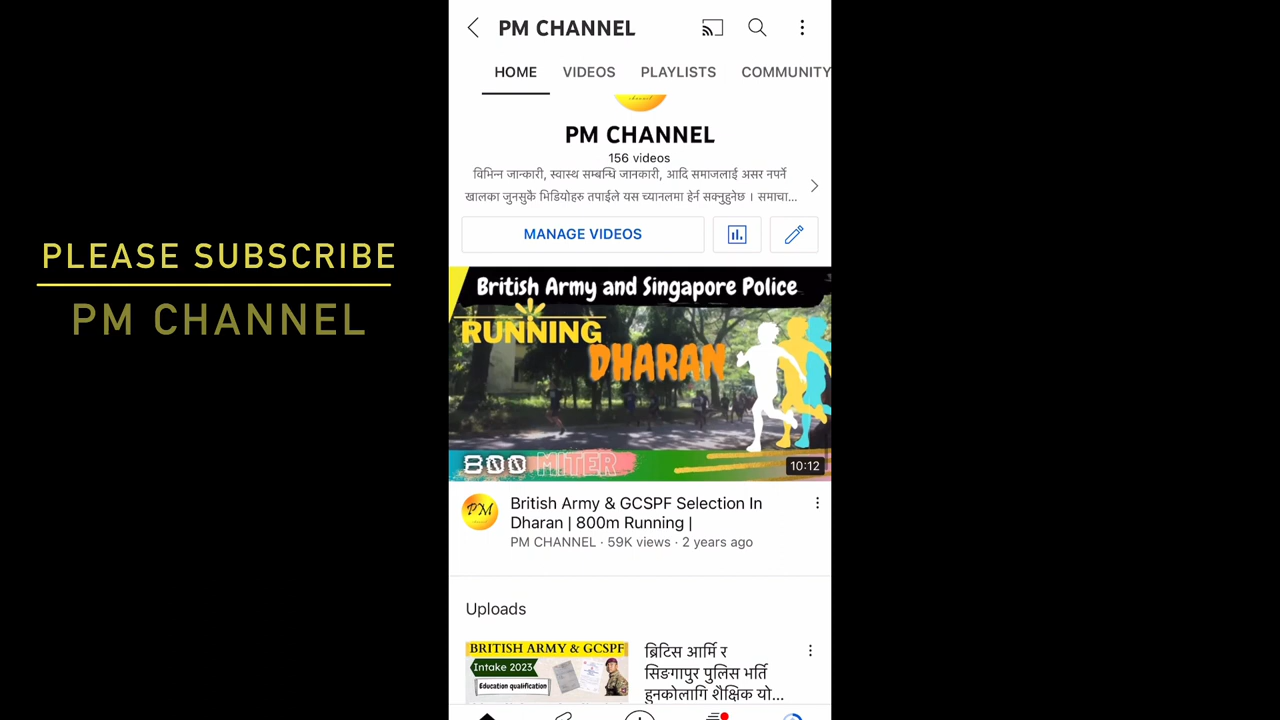 PM CHANNEL
HOME VIDEOS PLAYLISTS COMMUNITY
channel
PM CHANNEL
156 videos
विभिन्न जान्कारी, स्वास्थ सम्बन्धि जानकारी, आदि समाजलाई असर नपर्ने
खालका जुनसुकै भिडियोहरु तपाईले यस च्यानलमा हेर्न सक्नुहुनेछ । समाचा...
MANAGE VIDEOS
PLEASE SUBSCRIBE
PM CHANNEL
British Army and Singapore Police
RUNNING
DHARAN
800 MITER
10:12
PM
British Army & GCSPF Selection In
Dharan | 800m Running |
PM CHANNEL · 59K views · 2 years ago
Uploads
BRITISH ARMY & GCSPF
Intake 2023
Education qualification
ब्रिटिस आर्मि र
सिङगापुर पुलिस भर्ति
हुनकोलागि शैक्षिक यो...